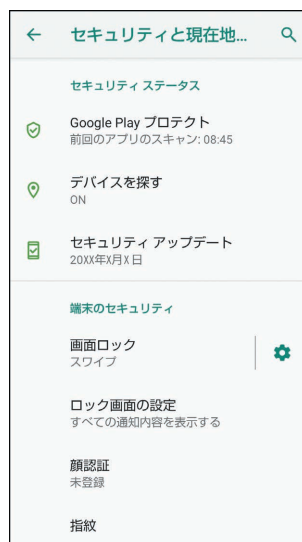 セキュリティと現在地...
セキュリティ ステータス
Google Play プロテクト
前回のアプリのスキャン: 08:45
デバイスを探す
ON
セキュリティ アップデート
20XX年X月X日
端末のセキュリティ
画面ロック
スワイプ
ロック画面の設定
すべての通知内容を表示する
顔認証
未登録
指紋